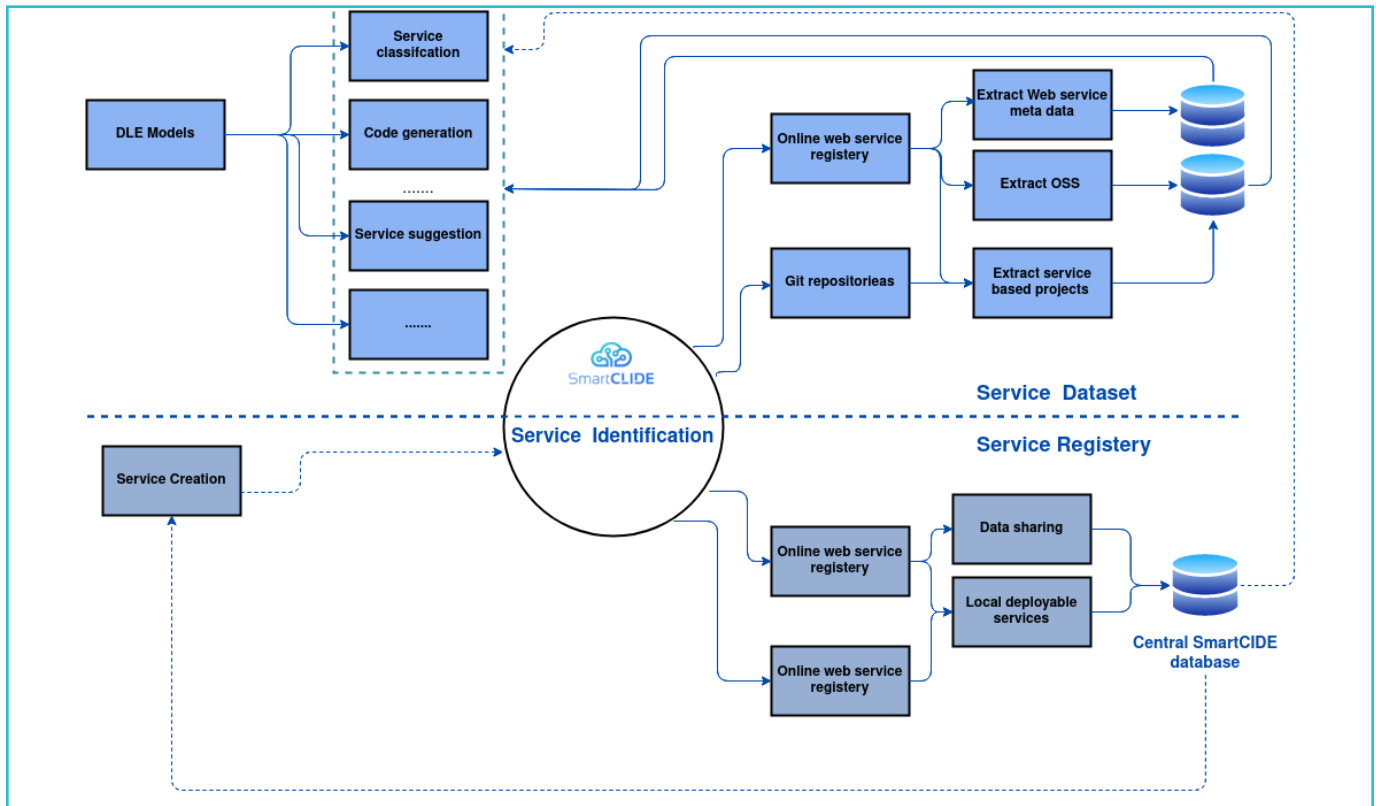 Service
classifcation
DLE Models
Code generation
.......
Service suggestion
.......
Online web service
registery
Git repositorieas
Extract Web service
meta data
Extract OSS
Extract service
based projects
SmartCLIDE
Service Identification
Service Dataset
Service Registery
Service Creation
Online web service
registery
Online web service
registery
Data sharing
Local deployable
services
Central SmartCIDE
database